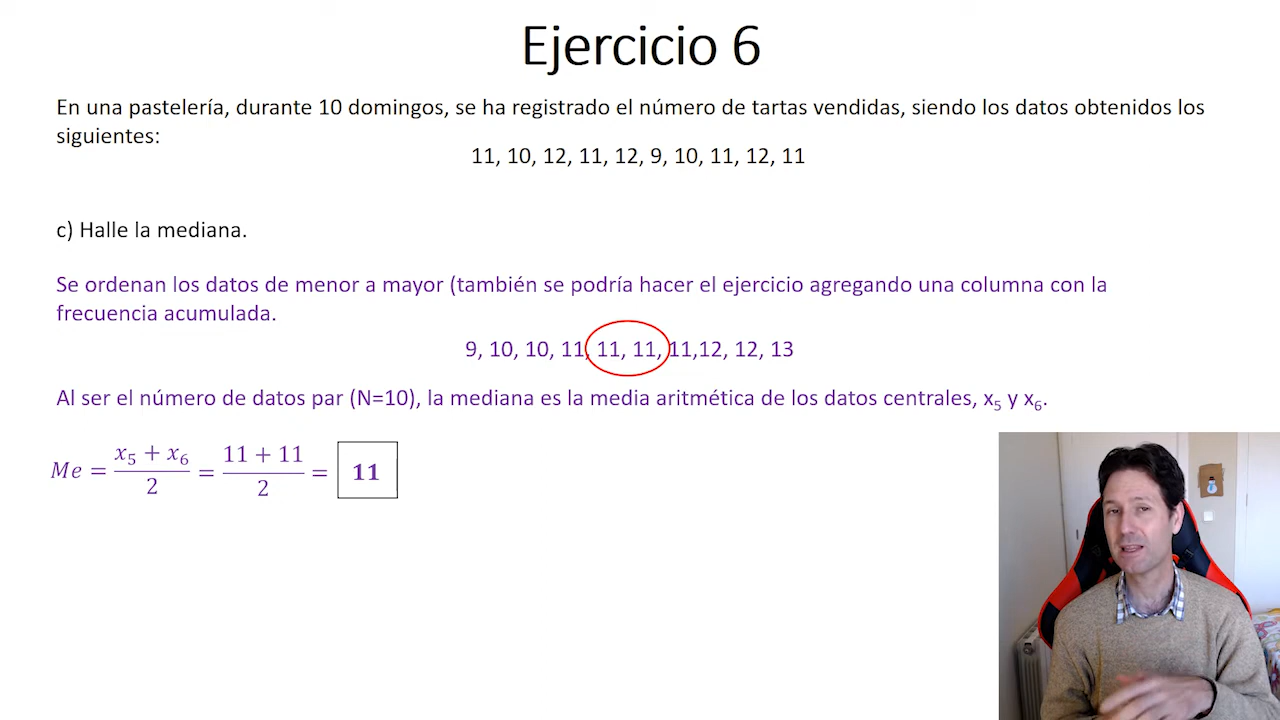 Ejercicio 6
En una pastelería, durante 10 domingos, se ha registrado el número de tartas vendidas, siendo los datos obtenidos los
siguientes:
11, 10, 12, 11, 12, 9, 10, 11, 12, 11
c) Halle la mediana.
Se ordenan los datos de menor a mayor (también se podría hacer el ejercicio agregando una columna con la
frecuencia acumulada.
9, 10, 10, 11, 11, 11, 11,12, 12, 13
Al ser el número de datos par (N=10), la mediana es la media aritmética de los datos centrales, x₅ y x₆.
Me = (x₅ + x₆)/2 = (11 + 11)/2 = 11